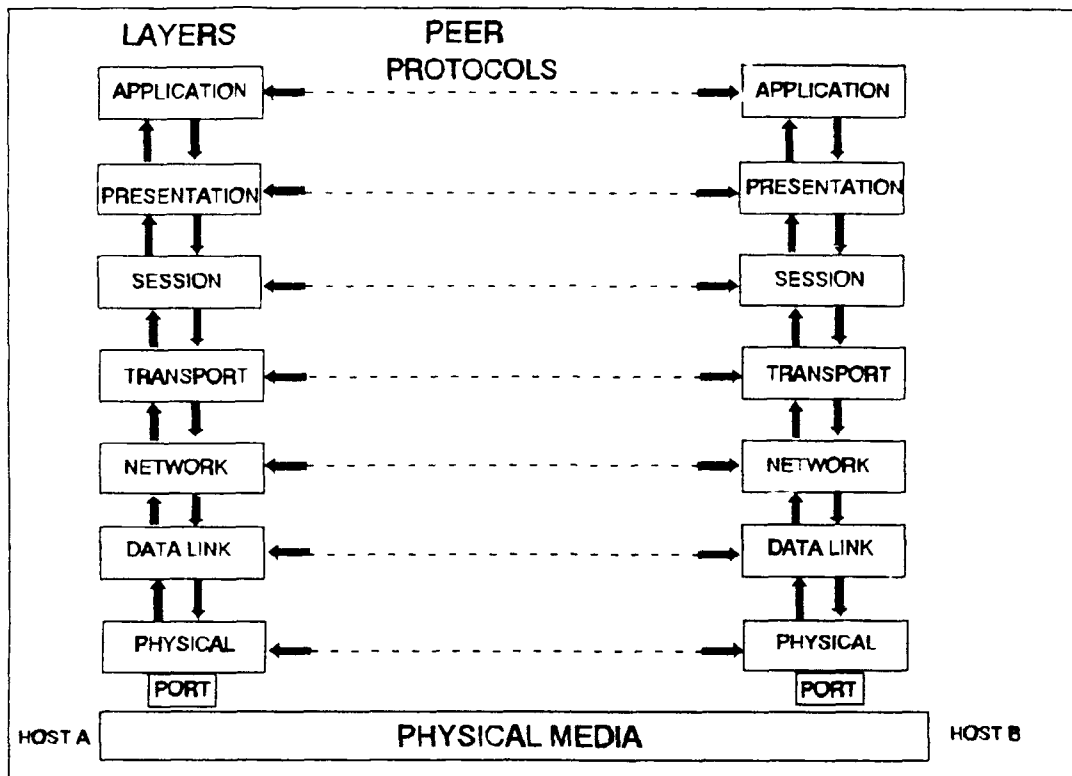 LAYERS PEER
PROTOCOLS
APPLICATION APPLICATION
PRESENTATION PRESENTATION
SESSION SESSION
TRANSPORT TRANSPORT
NETWORK NETWORK
DATA LINK DATA LINK
PHYSICAL PHYSICAL
PORT PORT
HOST A PHYSICAL MEDIA HOST B